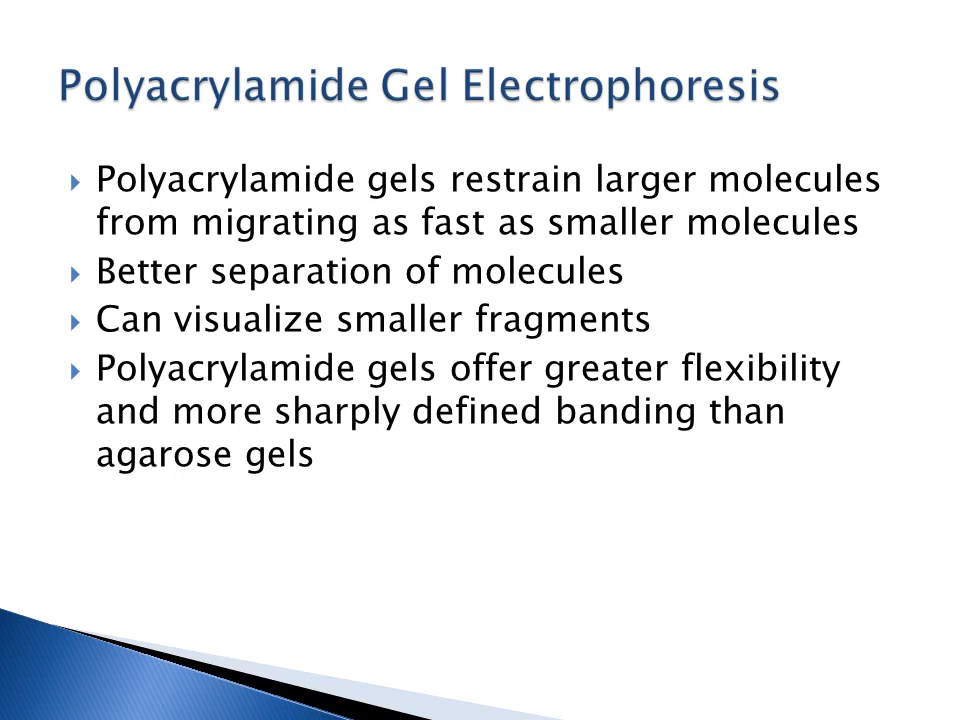 Polyacrylamide Gel Electrophoresis
Polyacrylamide gels restrain larger molecules
from migrating as fast as smaller molecules
Better separation of molecules
Can visualize smaller fragments
Polyacrylamide gels offer greater flexibility
and more sharply defined banding than
agarose gels